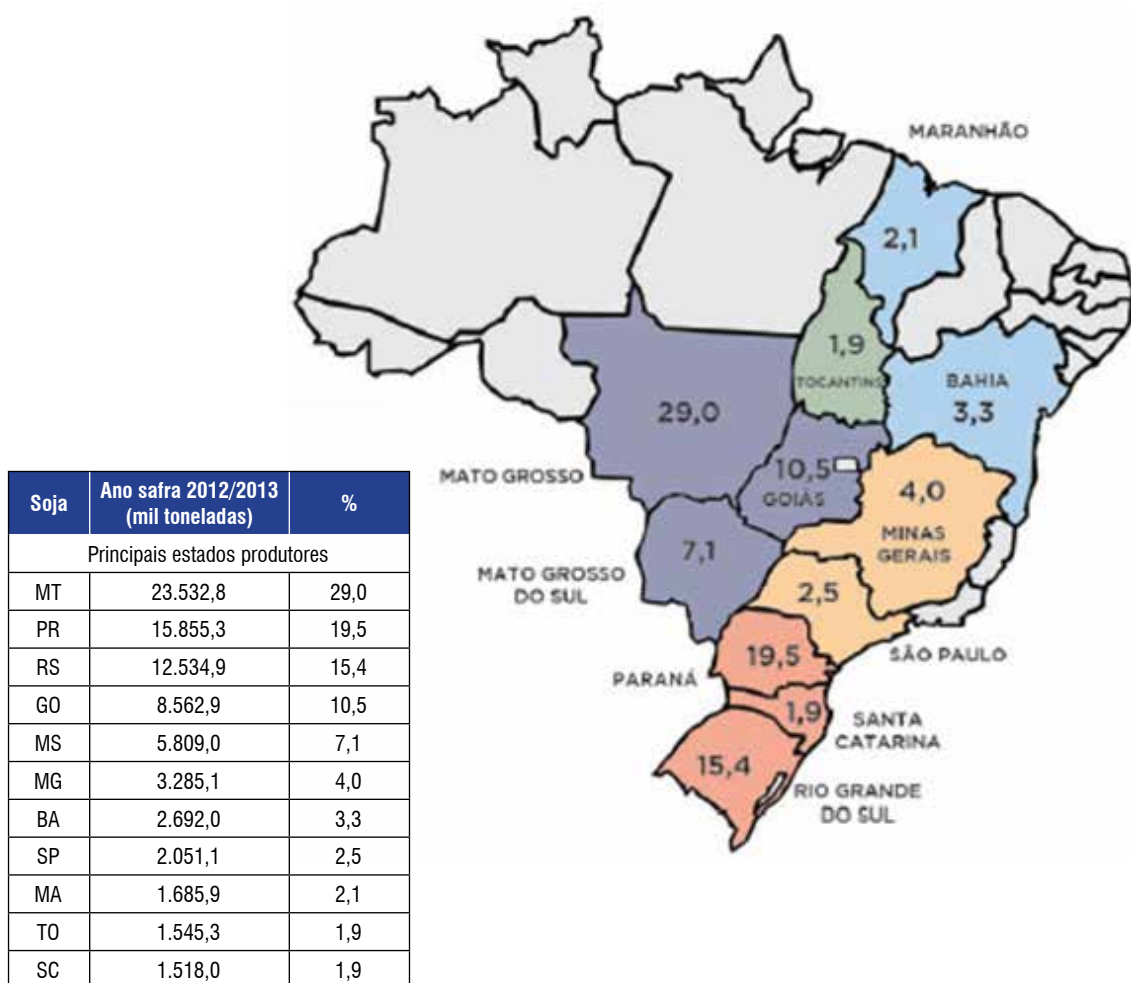 MARANHÃO
2,1
1,9
TOCANTINS
BAHIA
3,3
29,0
MATO GROSSO
10,5
GOIÁS
4,0
MINAS
GERAIS
7,1
MATO GROSSO
DO SUL
2,5
SÃO PAULO
19,5
PARANÁ
1,9
SANTA
CATARINA
15,4
RIO GRANDE
DO SUL
Soja Ano safra 2012/2013 (mil toneladas) %
Principais estados produtores
MT 23.532,8 29,0
PR 15.855,3 19,5
RS 12.534,9 15,4
GO 8.562,9 10,5
MS 5.809,0 7,1
MG 3.285,1 4,0
BA 2.692,0 3,3
SP 2.051,1 2,5
MA 1.685,9 2,1
TO 1.545,3 1,9
SC 1.518,0 1,9